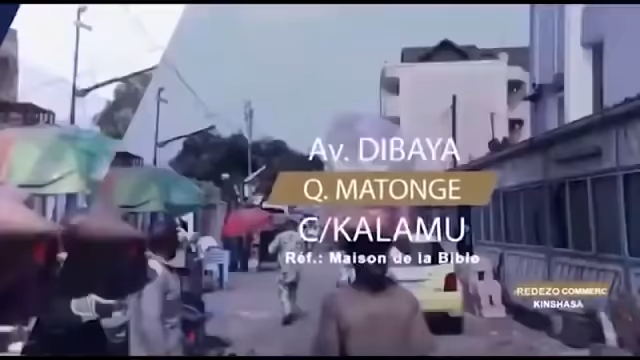 Av. DIBAYA
Q. MATONGE
C/KALAMU
Réf.: Maison de la Bible
REDEZO COMMERC
KINSHASA